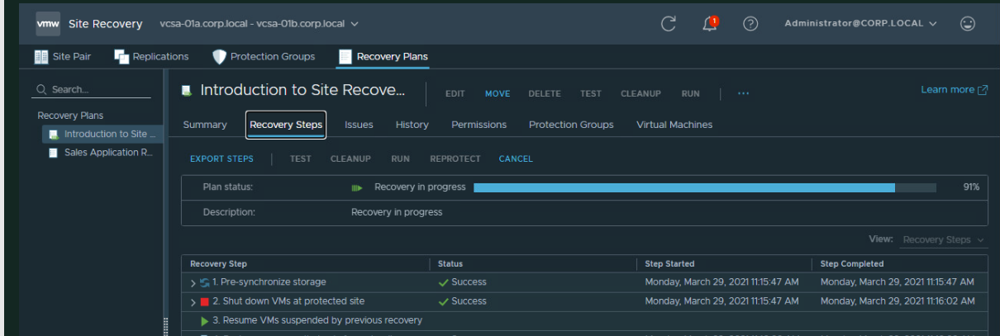 vmw Site Recovery vcsa-01a.corp.local - vcsa-01b.corp.local 1 Administrator@CORP.LOCAL
Site Pair Replications Protection Groups Recovery Plans
Search...
Recovery Plans
Introduction to Site ...
Sales Application R...
Introduction to Site Recove... EDIT MOVE DELETE TEST CLEANUP RUN ... Learn more
Summary Recovery Steps Issues History Permissions Protection Groups Virtual Machines
EXPORT STEPS TEST CLEANUP RUN REPROTECT CANCEL
Plan status: Recovery in progress 91%
Description: Recovery in progress
View: Recovery Steps
Recovery Step Status Step Started Step Completed
1. Pre-synchronize storage Success Monday, March 29, 2021 11:15:47 AM Monday, March 29, 2021 11:15:47 AM
2. Shut down VMs at protected site Success Monday, March 29, 2021 11:15:47 AM Monday, March 29, 2021 11:16:02 AM
3. Resume VMs suspended by previous recovery